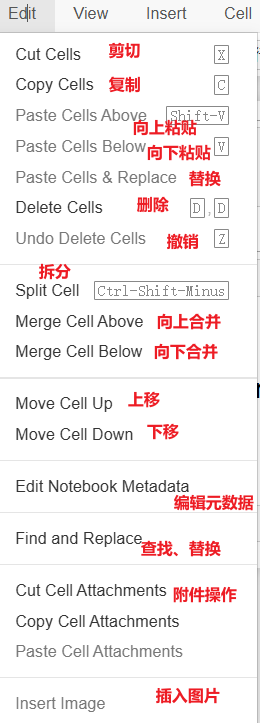 Edit View Insert Cell
Cut Cells 剪切 X
Copy Cells 复制 C
Paste Cells Above Shift-V
向上粘贴
Paste Cells Below 向下粘贴 V
Paste Cells & Replace 替换
Delete Cells 删除 D,D
Undo Delete Cells 撤销 Z
拆分
Split Cell Ctrl-Shift-Minus
Merge Cell Above 向上合并
Merge Cell Below 向下合并
Move Cell Up 上移
Move Cell Down 下移
Edit Notebook Metadata
编辑元数据
Find and Replace
查找、替换
Cut Cell Attachments 附件操作
Copy Cell Attachments
Paste Cell Attachments
Insert Image 插入图片